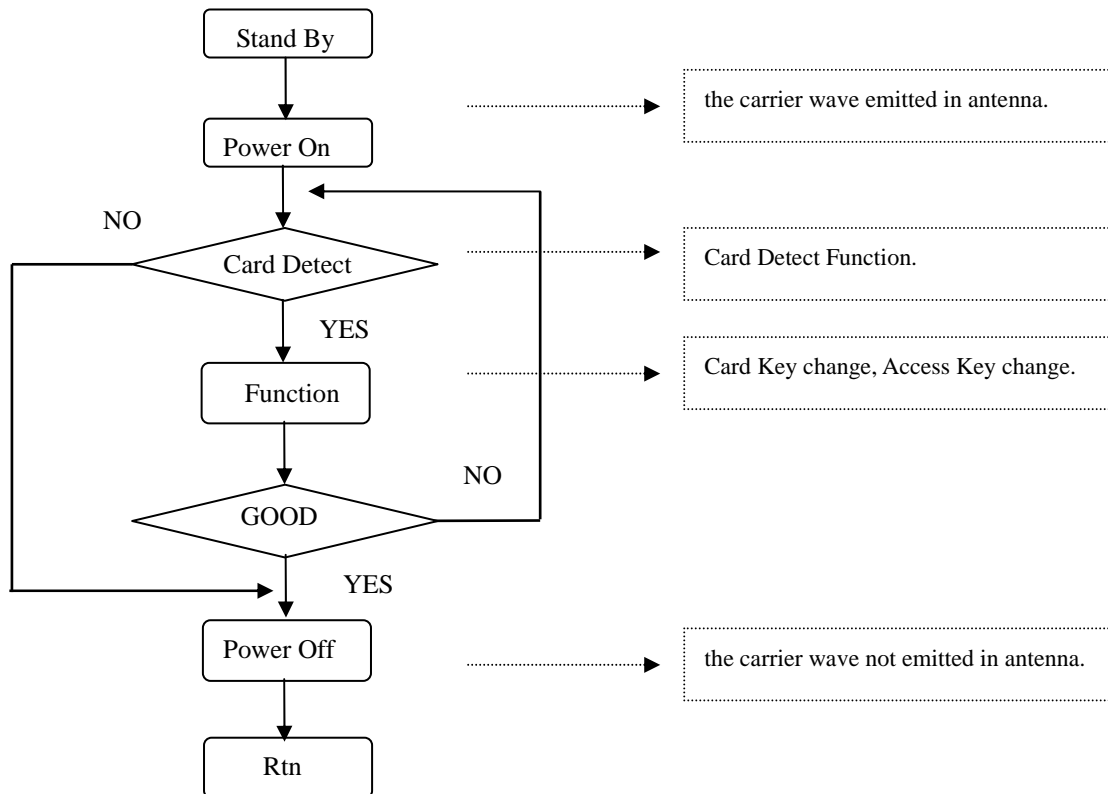 Stand By
the carrier wave emitted in antenna.
Power On
NO
Card Detect
Card Detect Function.
YES
Card Key change, Access Key change.
Function
NO
GOOD
YES
Power Off
the carrier wave not emitted in antenna.
Rtn